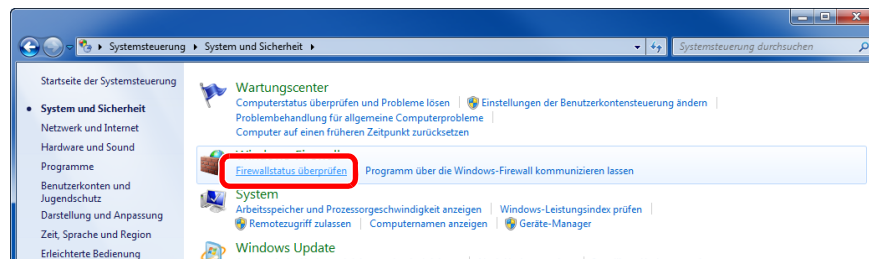 Systemsteuerung ▸ System und Sicherheit ▸
Systemsteuerung durchsuchen
Startseite der Systemsteuerung
System und Sicherheit
Netzwerk und Internet
Hardware und Sound
Programme
Benutzerkonten und
Jugendschutz
Darstellung und Anpassung
Zeit, Sprache und Region
Erleichterte Bedienung
Wartungscenter
Computerstatus überprüfen und Probleme lösen
Einstellungen der Benutzerkontensteuerung ändern
Problembehandlung für allgemeine Computerprobleme
Computer auf einen früheren Zeitpunkt zurücksetzen
Firewallstatus überprüfen
Programm über die Windows-Firewall kommunizieren lassen
System
Arbeitsspeicher und Prozessorgeschwindigkeit anzeigen
Windows-Leistungsindex prüfen
Remotezugriff zulassen
Computernamen anzeigen
Geräte-Manager
Windows Update